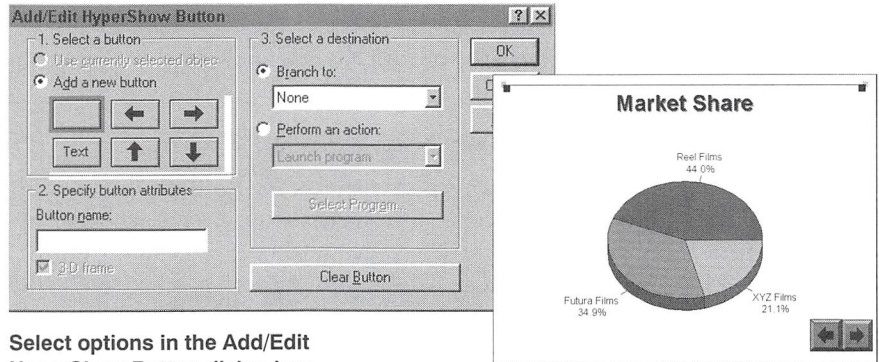 Add/Edit HyperShow Button
1. Select a button
Use currently selected objec
Add a new button
Text
2. Specify button attributes
Button name:
3-D frame
3. Select a destination
Branch to:
None
Perform an action:
Launch program
Select Program...
Clear Button
OK
Market Share
Reel Films
44.0%
Futura Films
34.9%
XYZ Films
21.1%
Select options in the Add/Edit